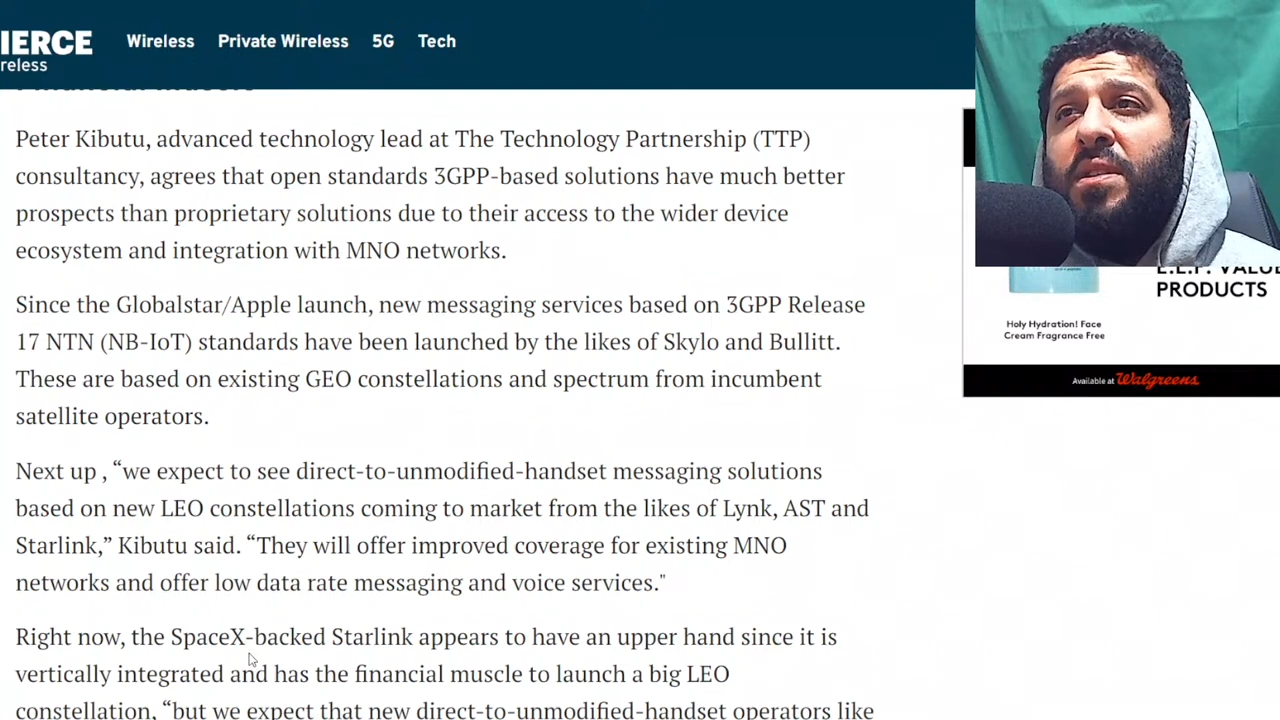 IERCE
reless
Wireless Private Wireless 5G Tech
Peter Kibutu, advanced technology lead at The Technology Partnership (TTP)
consultancy, agrees that open standards 3GPP-based solutions have much better
prospects than proprietary solutions due to their access to the wider device
ecosystem and integration with MNO networks.
Since the Globalstar/Apple launch, new messaging services based on 3GPP Release
17 NTN (NB-IoT) standards have been launched by the likes of Skylo and Bullitt.
These are based on existing GEO constellations and spectrum from incumbent
satellite operators.
Next up , “we expect to see direct-to-unmodified-handset messaging solutions
based on new LEO constellations coming to market from the likes of Lynk, AST and
Starlink,” Kibutu said. “They will offer improved coverage for existing MNO
networks and offer low data rate messaging and voice services."
Right now, the SpaceX-backed Starlink appears to have an upper hand since it is
vertically integrated and has the financial muscle to launch a big LEO
constellation, “but we expect that new direct-to-unmodified-handset operators like
E.L.F. VALUE
PRODUCTS
Holy Hydration! Face
Cream Fragrance Free
Available at Walgreens